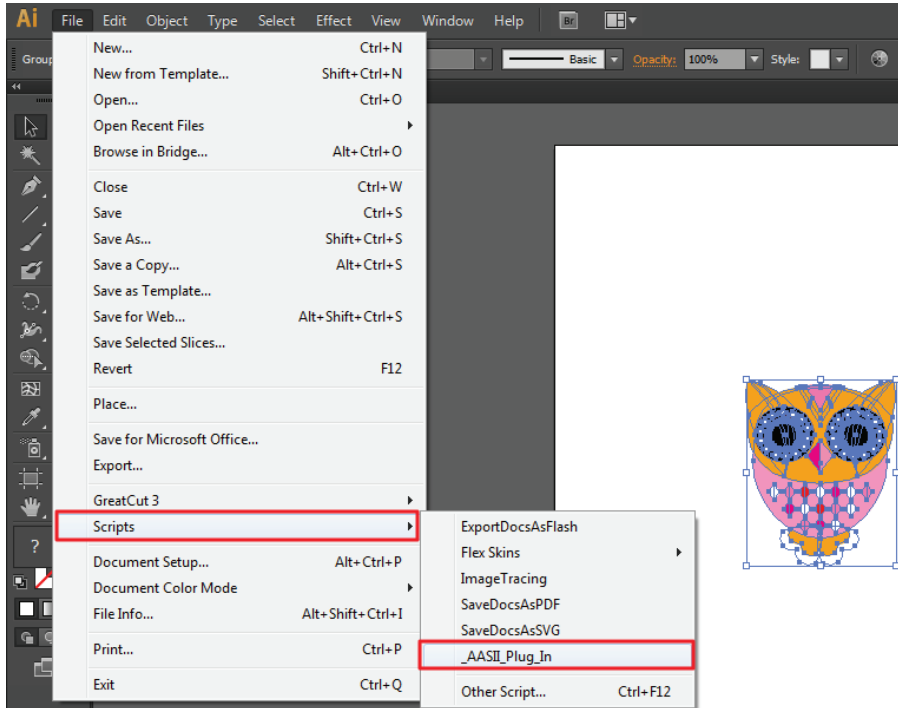 Ai File Edit Object Type Select Effect View Window Help Br
Group Basic Opacity: 100% Style:
New... Ctrl+N
New from Template... Shift+Ctrl+N
Open... Ctrl+O
Open Recent Files
Browse in Bridge... Alt+Ctrl+O
Close Ctrl+W
Save Ctrl+S
Save As... Shift+Ctrl+S
Save a Copy... Alt+Ctrl+S
Save as Template...
Save for Web... Alt+Shift+Ctrl+S
Save Selected Slices...
Revert F12
Place...
Save for Microsoft Office...
Export...
GreatCut 3
Scripts
Document Setup... Alt+Ctrl+P
Document Color Mode
File Info... Alt+Shift+Ctrl+I
Print... Ctrl+P
Exit Ctrl+Q
ExportDocsAsFlash
Flex Skins
ImageTracing
SaveDocsAsPDF
SaveDocsAsSVG
_AASII_Plug_In
Other Script... Ctrl+F12
?